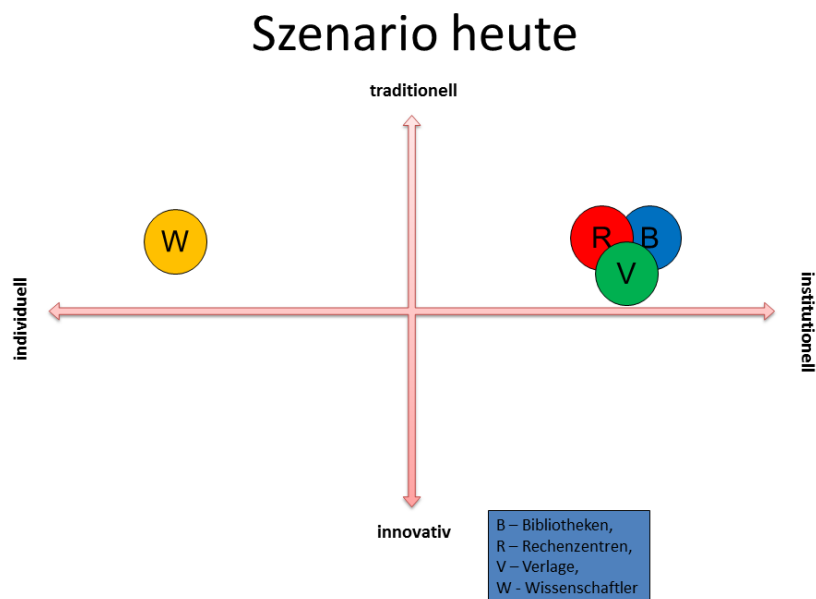 Szenario heute
traditionell
W
R
B
V
individuell
institutionell
innovativ
B – Bibliotheken,
R – Rechenzentren,
V – Verlage,
W - Wissenschaftler